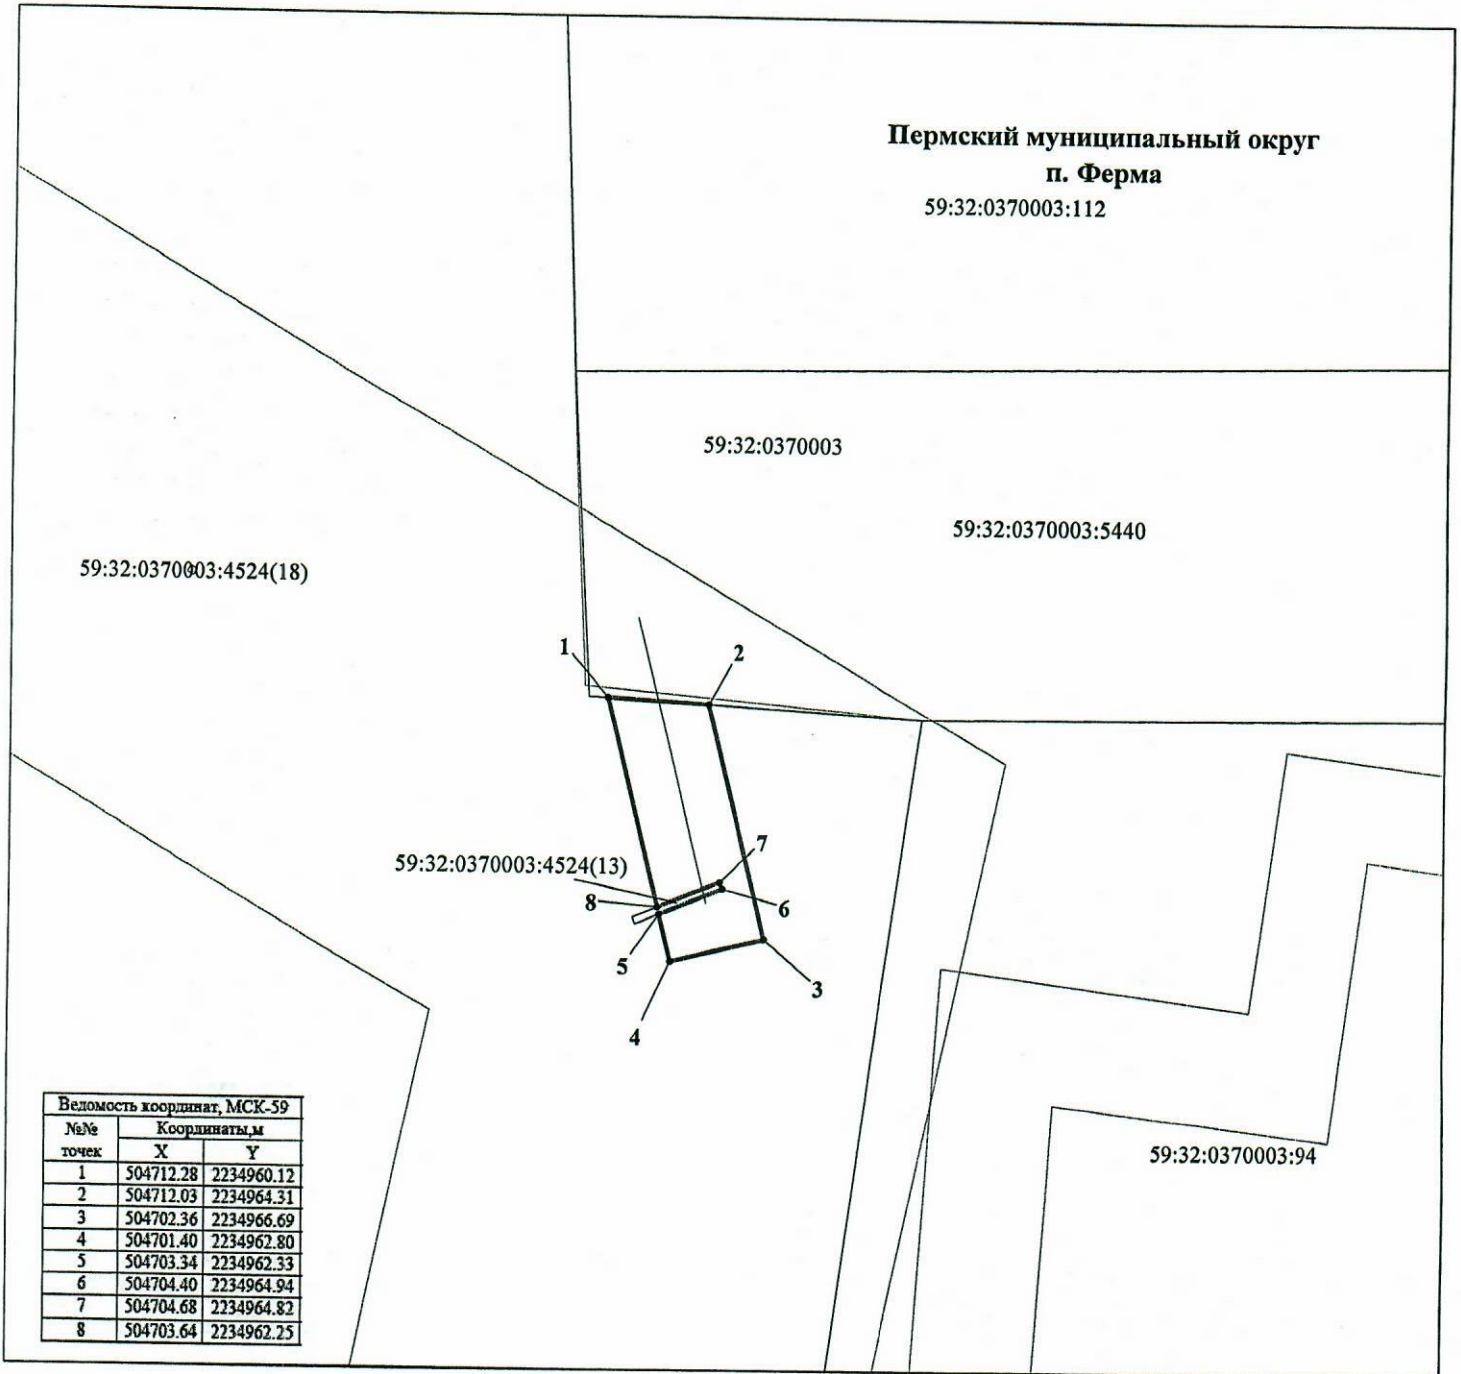 Пермский муниципальный округ
п. Ферма
59:32:0370003:112
59:32:0370003
59:32:0370003:5440
59:32:0370003:4524(18)
1
2
59:32:0370003:4524(13)
7
8
6
5
3
4
59:32:0370003:94
Ведомость координат, МСК-59
№№ точек Координаты,м
X Y
1 504712.28 2234960.12
2 504712.03 2234964.31
3 504702.36 2234966.69
4 504701.40 2234962.80
5 504703.34 2234962.33
6 504704.40 2234964.94
7 504704.68 2234964.82
8 504703.64 2234962.25